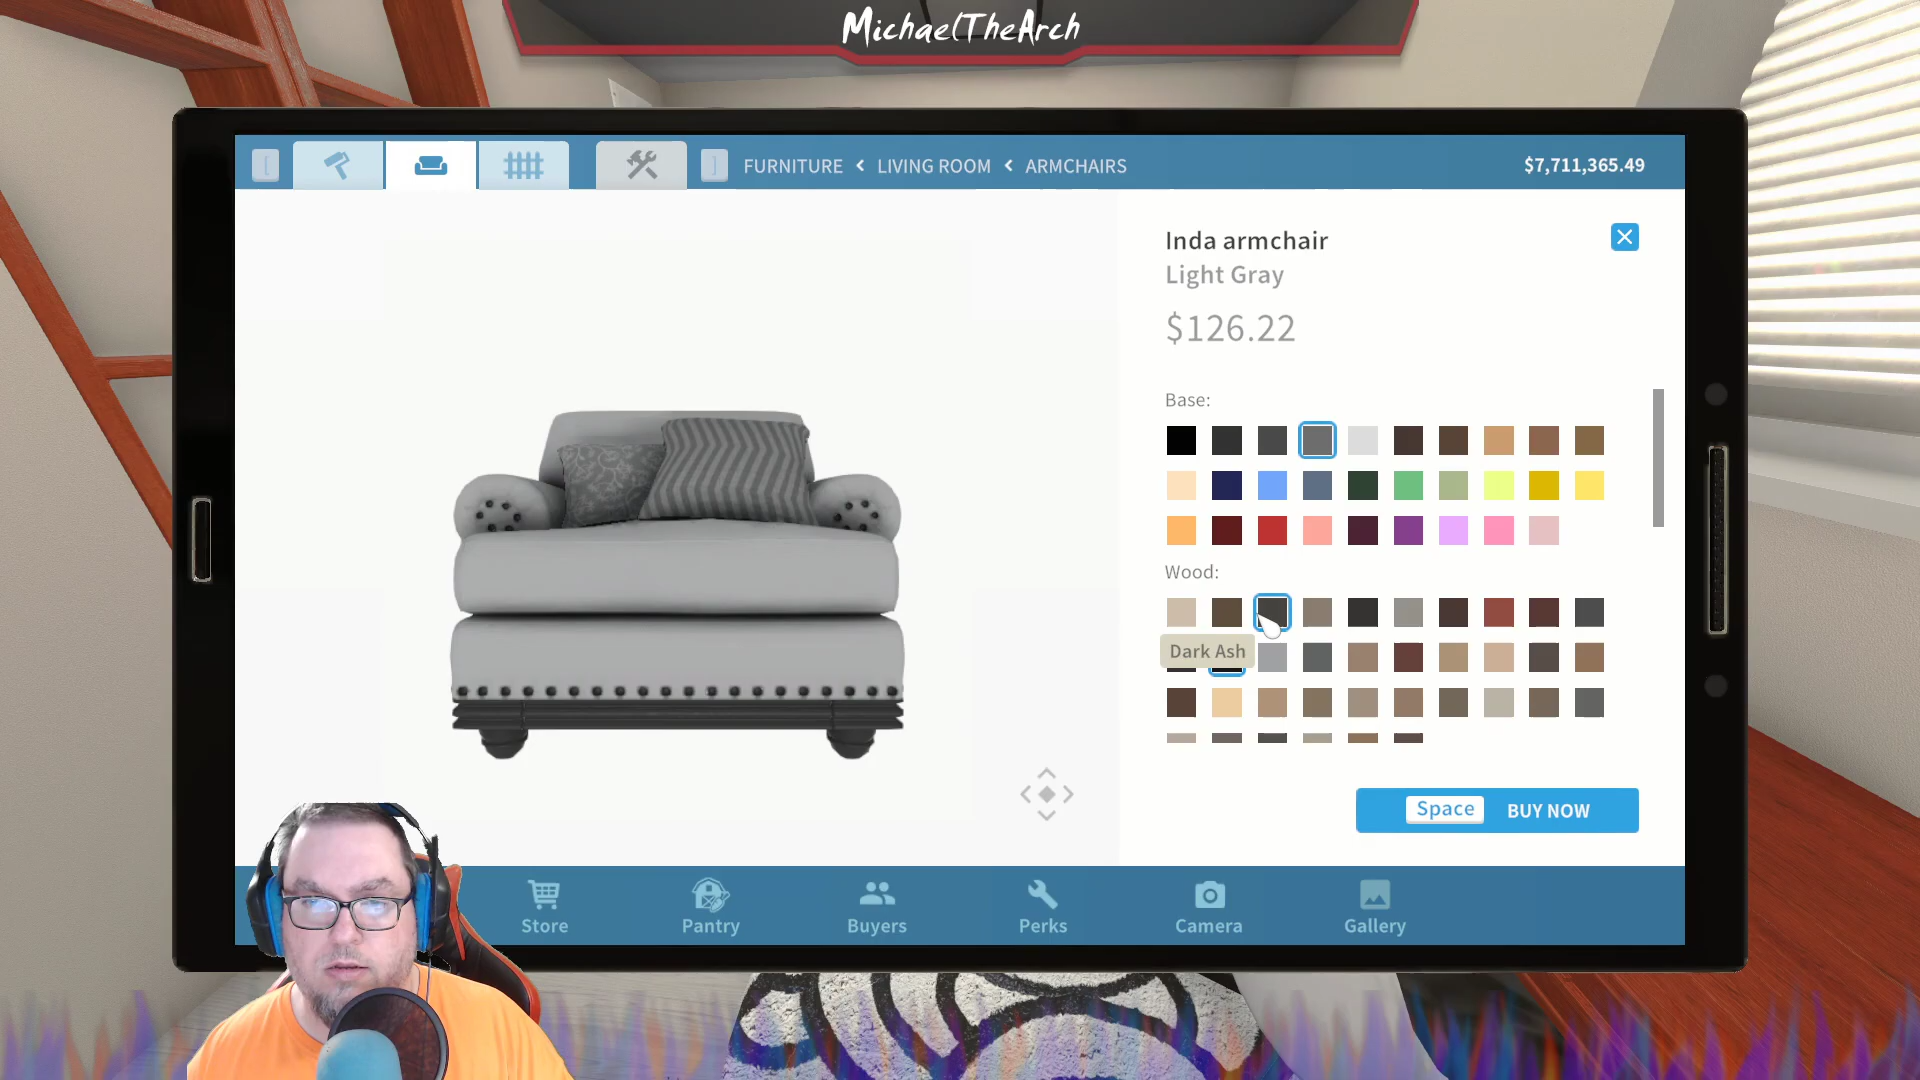 MichaelTheArch
[ ] FURNITURE < LIVING ROOM < ARMCHAIRS $7,711,365.49
Inda armchair
Light Gray
$126.22
Base:
Wood:
Dark Ash
Space BUY NOW
Store Pantry Buyers Perks Camera Gallery